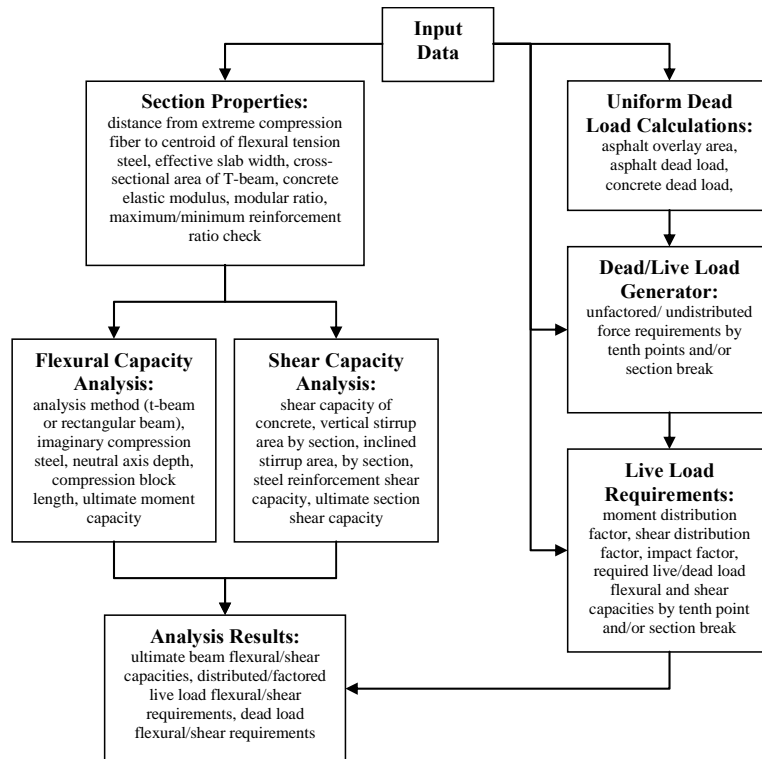 Input
Data
Section Properties:
distance from extreme compression
fiber to centroid of flexural tension
steel, effective slab width, cross-
sectional area of T-beam, concrete
elastic modulus, modular ratio,
maximum/minimum reinforcement
ratio check
Uniform Dead
Load Calculations:
asphalt overlay area,
asphalt dead load,
concrete dead load,
Dead/Live Load
Generator:
unfactored/ undistributed
force requirements by
tenth points and/or
section break
Flexural Capacity
Analysis:
analysis method (t-beam
or rectangular beam),
imaginary compression
steel, neutral axis depth,
compression block
length, ultimate moment
capacity
Shear Capacity
Analysis:
shear capacity of
concrete, vertical stirrup
area by section, inclined
stirrup area, by section,
steel reinforcement shear
capacity, ultimate section
shear capacity
Live Load
Requirements:
moment distribution
factor, shear distribution
factor, impact factor,
required live/dead load
flexural and shear
capacities by tenth point
and/or section break
Analysis Results:
ultimate beam flexural/shear
capacities, distributed/factored
live load flexural/shear
requirements, dead load
flexural/shear requirements